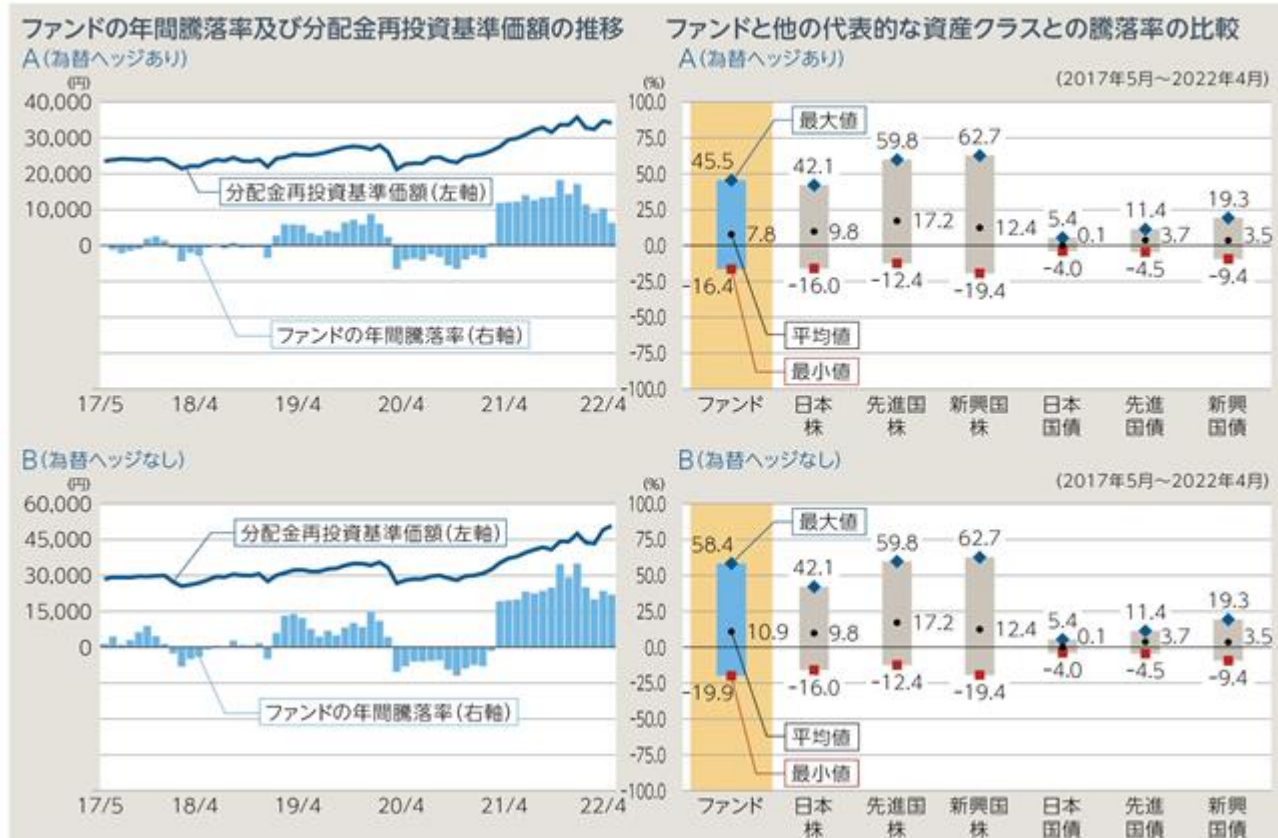 ファンドの年間騰落率及び分配金再投資基準価額の推移
A(為替ヘッジあり)
(円)
40,000
30,000
20,000
10,000
0
分配金再投資基準価額(左軸)
ファンドの年間騰落率(右軸)
(%)
100.0
75.0
50.0
25.0
0.0
-25.0
-50.0
-75.0
-100.0
17/5 18/4 19/4 20/4 21/4 22/4
ファンドと他の代表的な資産クラスとの騰落率の比較
A(為替ヘッジあり)
(2017年5月～2022年4月)
最大値
45.5 42.1 59.8 62.7 5.4 11.4 19.3
7.8 9.8 17.2 12.4 0.1 3.7 3.5
-16.4 -16.0 -12.4 -19.4 -4.0 -4.5 -9.4
平均値
最小値
ファンド 日本株 先進国株 新興国株 日本国債 先進国債 新興国債
B(為替ヘッジなし)
(円)
60,000
45,000
30,000
15,000
0
分配金再投資基準価額(左軸)
ファンドの年間騰落率(右軸)
(%)
100.0
75.0
50.0
25.0
0.0
-25.0
-50.0
-75.0
-100.0
17/5 18/4 19/4 20/4 21/4 22/4
B(為替ヘッジなし)
(2017年5月～2022年4月)
最大値
58.4 42.1 59.8 62.7 5.4 11.4 19.3
10.9 9.8 17.2 12.4 0.1 3.7 3.5
-19.9 -16.0 -12.4 -19.4 -4.0 -4.5 -9.4
平均値
最小値
ファンド 日本株 先進国株 新興国株 日本国債 先進国債 新興国債